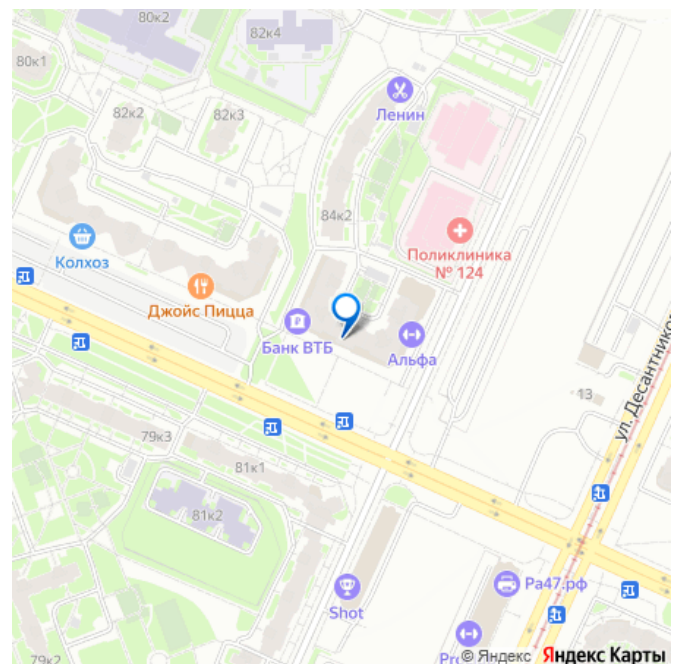 80к2
82к4
80к1
Ленин
82к2
82к3
84к2
Поликлиника
№ 124
Колхоз
Джойс Пицца
Банк ВТБ
Альфа
13
ул. Десантников
79к3
81к1
81к2
Ра47.рф
Shot
79к2
© Яндекс Яндекс Карты